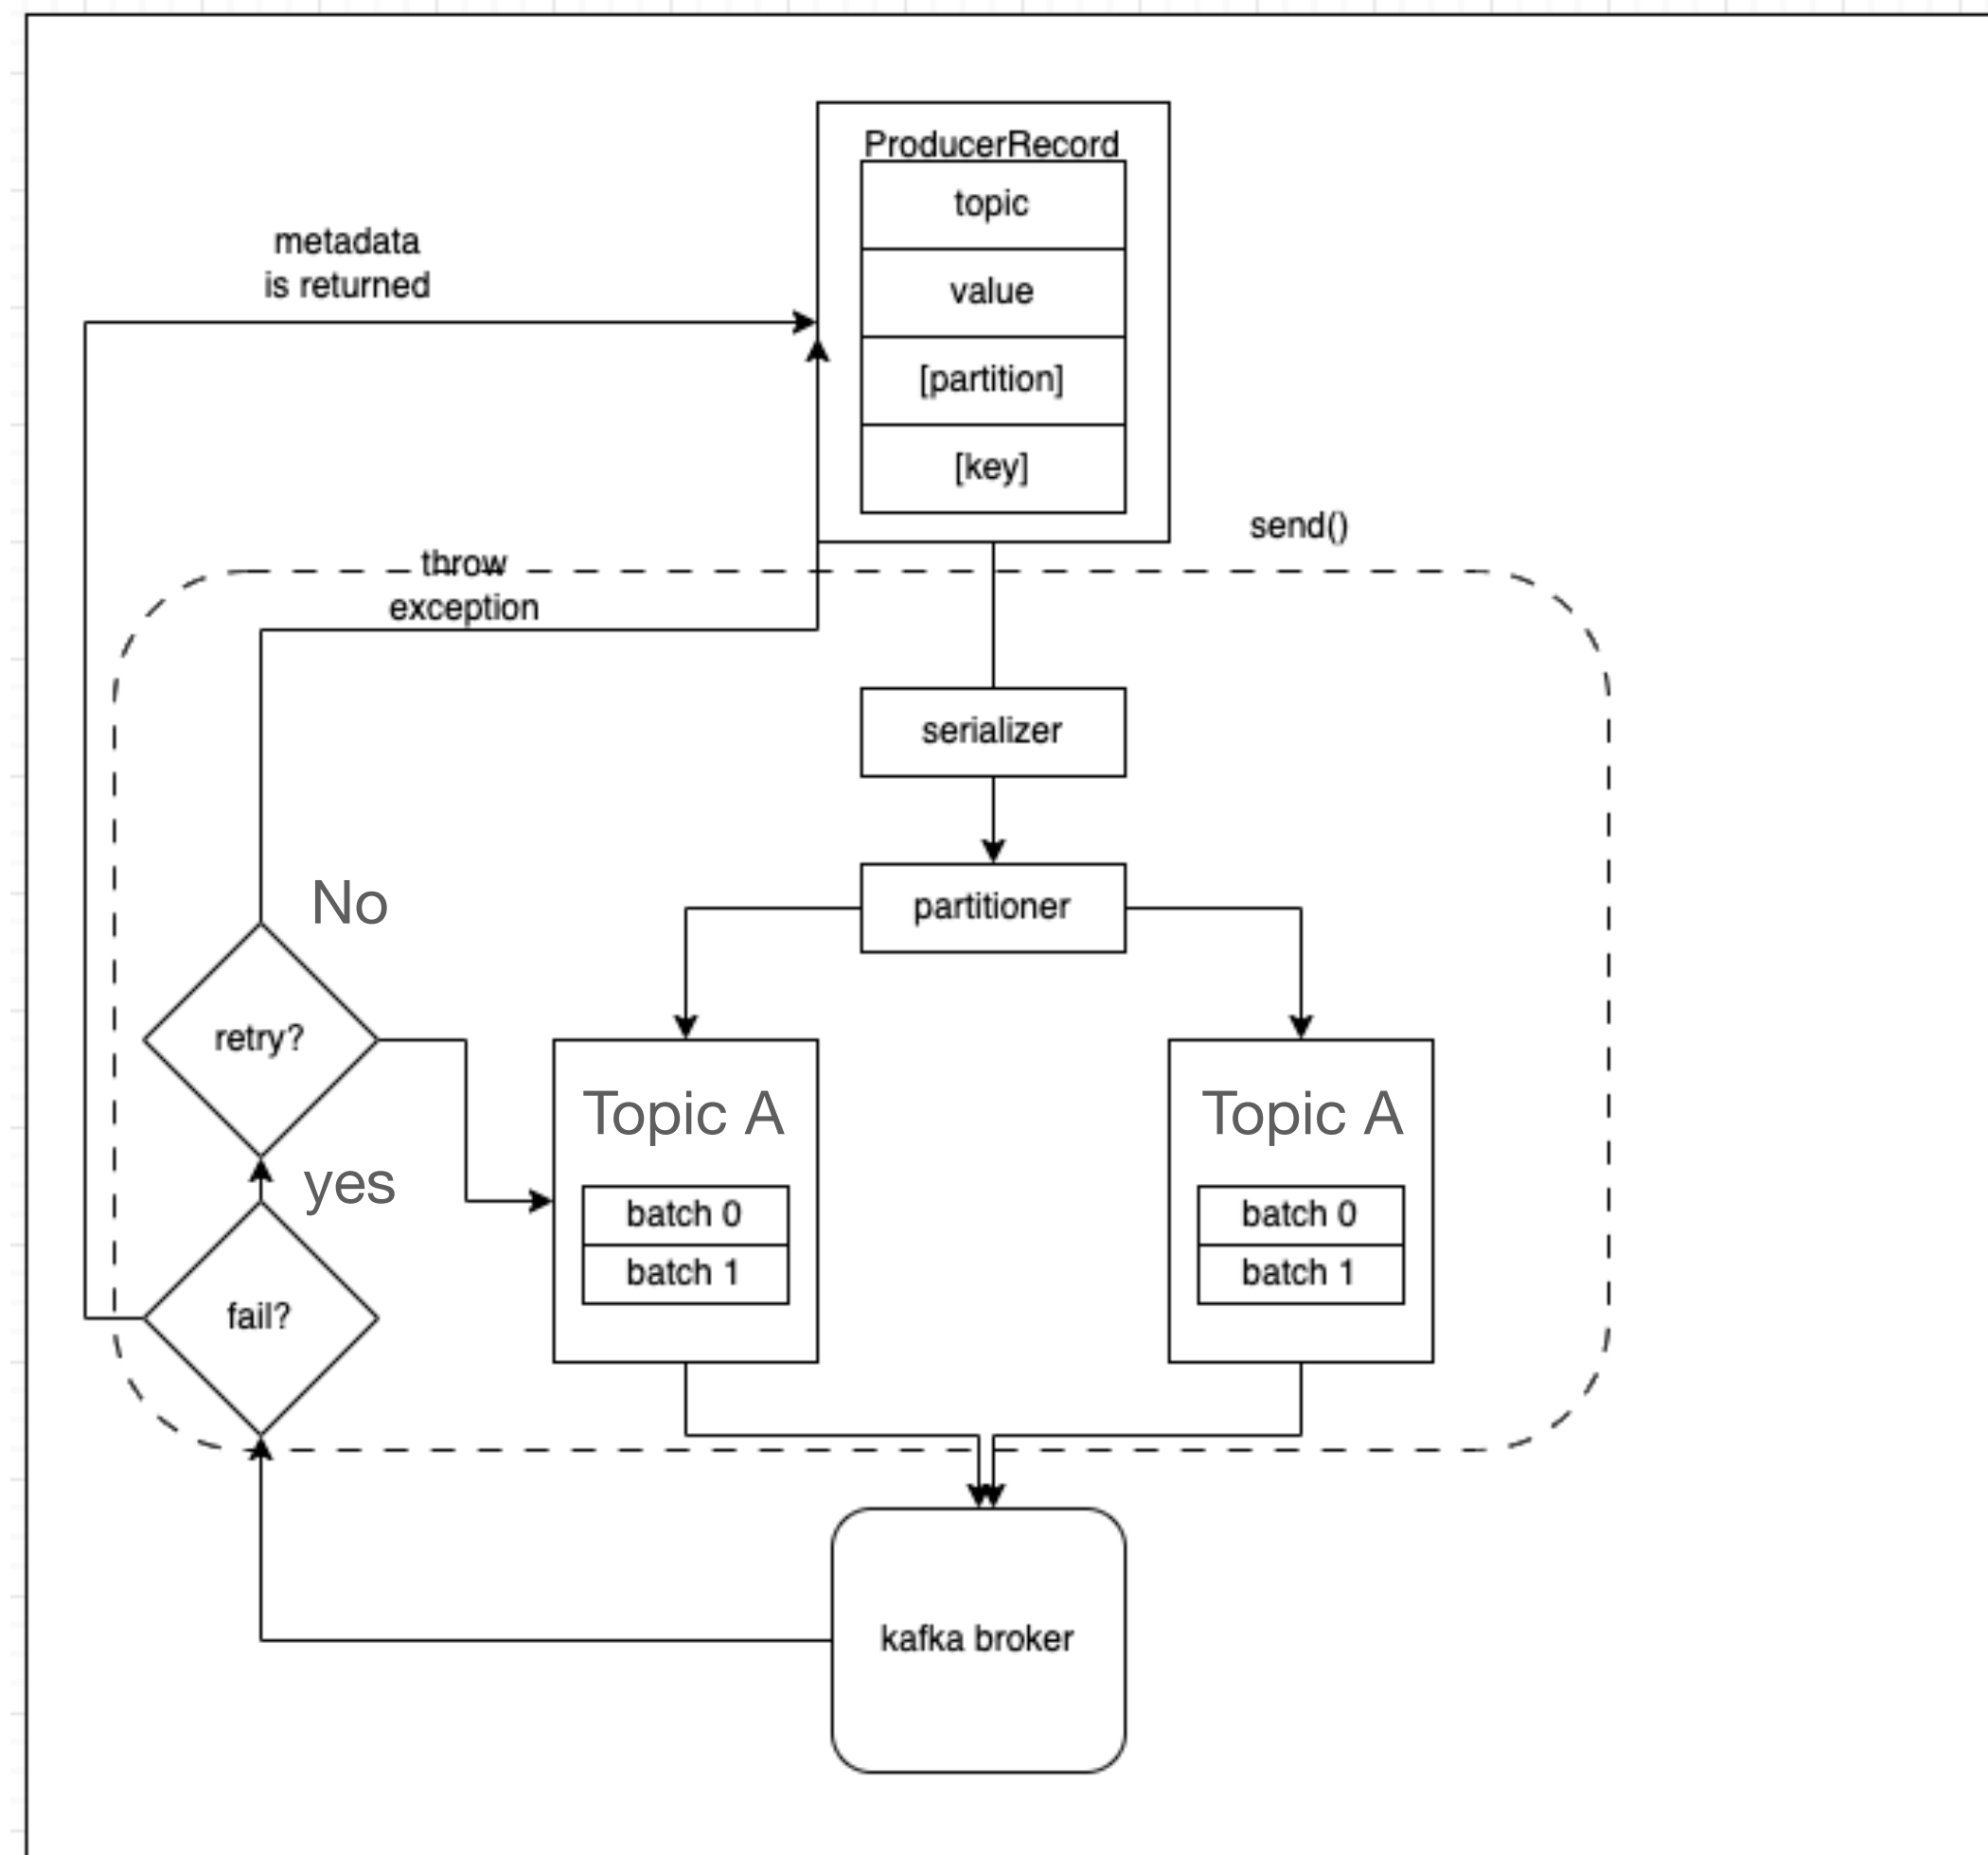 ProducerRecord
topic
value
[partition]
[key]
metadata
is returned
send()
throw
exception
serializer
partitioner
No
retry?
yes
fail?
Topic A
batch 0
batch 1
Topic A
batch 0
batch 1
kafka broker